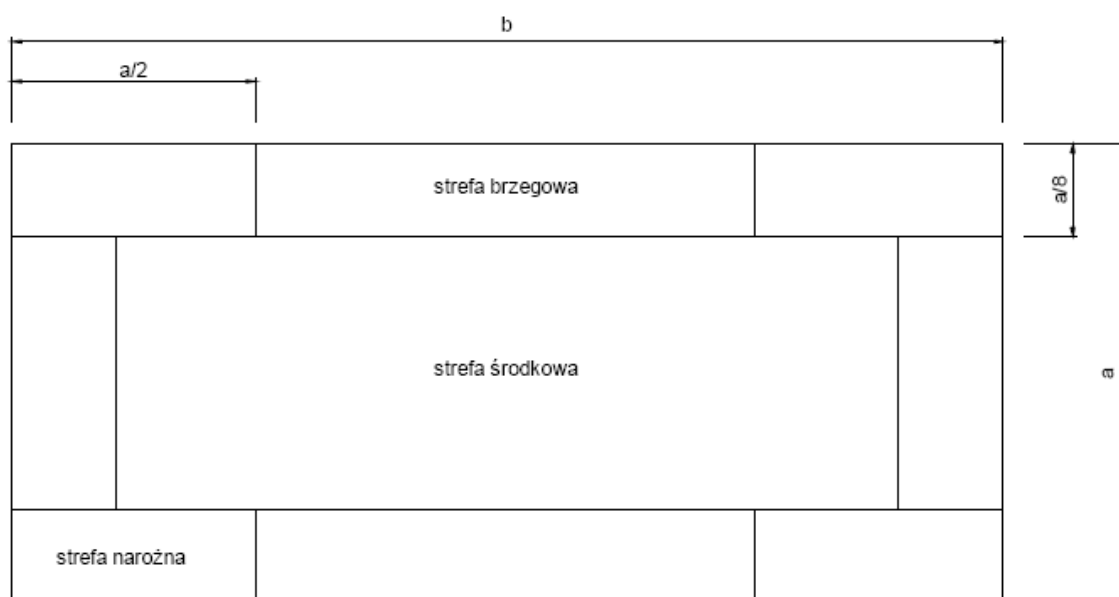 b
a/2
strefa brzegowa
a/8
strefa środkowa
a
strefa narożna